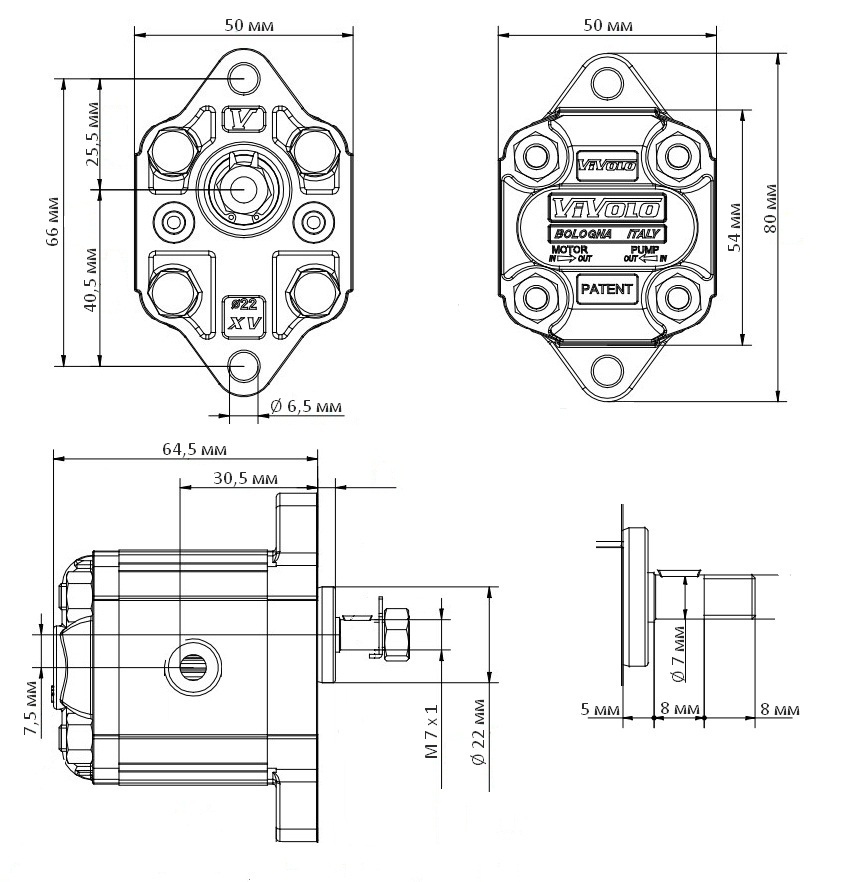 50 мм
50 мм
25,5 мм
66 мм
40,5 мм
V
ø22
XV
Ø 6,5 мм
VIVOLO
VIVOLO
BOLOGNA ITALY
MOTOR PUMP
IN OUT OUT IN
PATENT
54 мм
80 мм
64,5 мм
30,5 мм
7,5 мм
M 7 x 1
Ø 22 мм
Ø 7 мм
5 мм
8 мм
8 мм